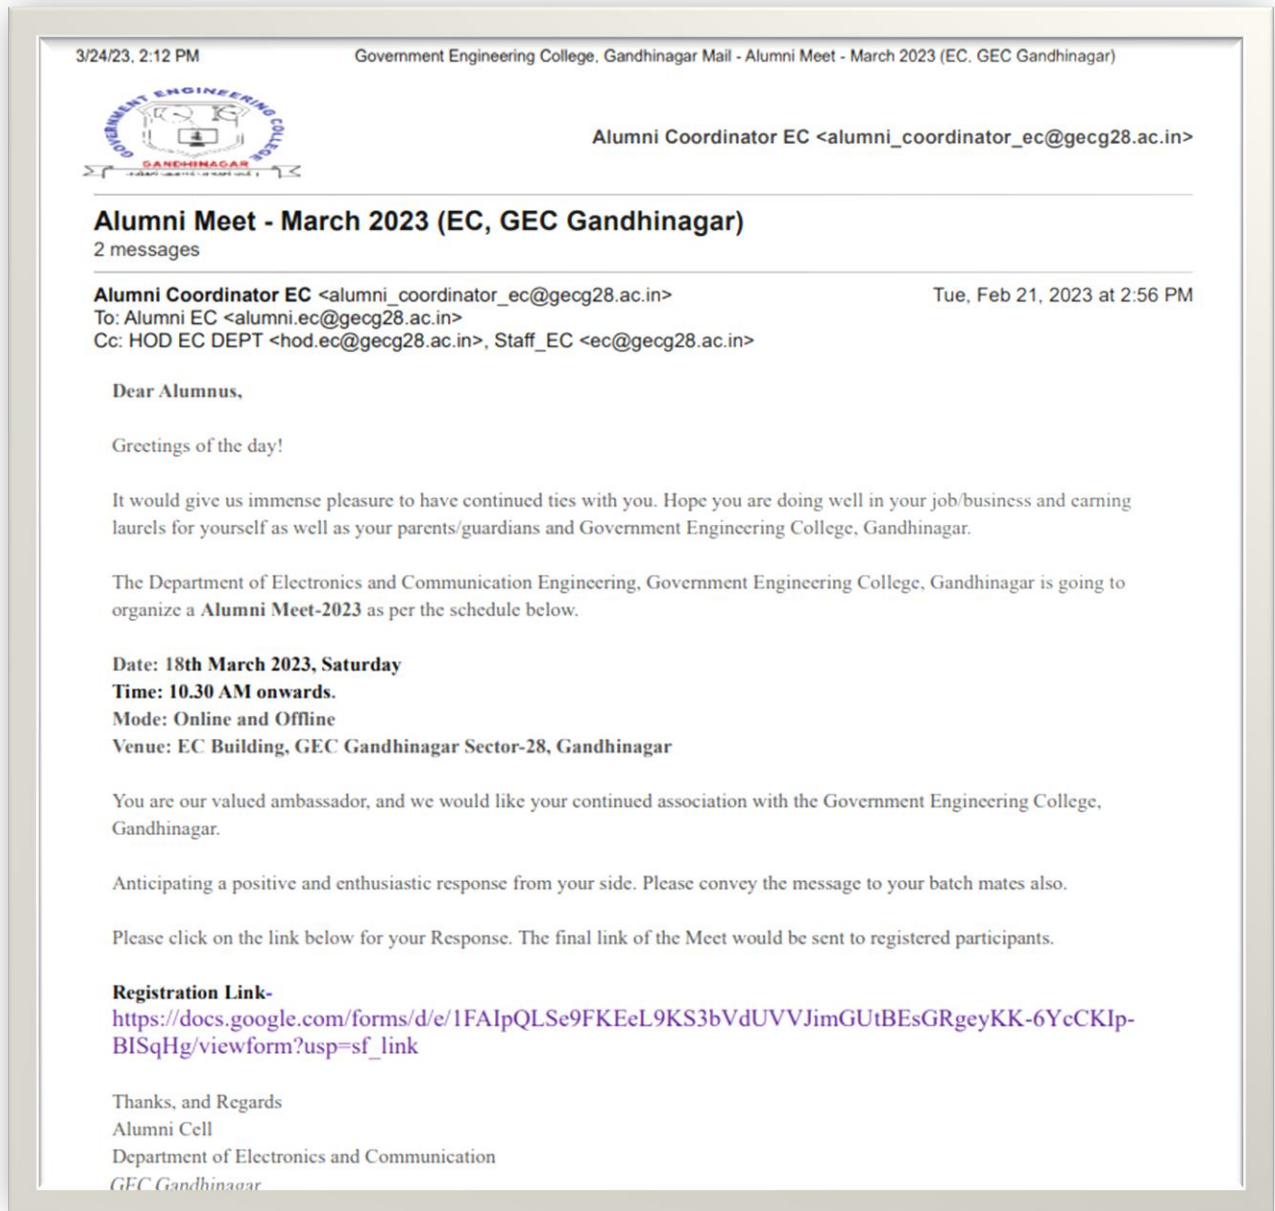 3/24/23, 2:12 PM Government Engineering College, Gandhinagar Mail - Alumni Meet - March 2023 (EC, GEC Gandhinagar)
GOVERNMENT ENGINEERING COLLEGE
GANDHINAGAR
Alumni Coordinator EC <alumni_coordinator_ec@gecg28.ac.in>
Alumni Meet - March 2023 (EC, GEC Gandhinagar)
2 messages
Alumni Coordinator EC <alumni_coordinator_ec@gecg28.ac.in> Tue, Feb 21, 2023 at 2:56 PM
To: Alumni EC <alumni.ec@gecg28.ac.in>
Cc: HOD EC DEPT <hod.ec@gecg28.ac.in>, Staff_EC <ec@gecg28.ac.in>
Dear Alumnus,
Greetings of the day!
It would give us immense pleasure to have continued ties with you. Hope you are doing well in your job/business and earning
laurels for yourself as well as your parents/guardians and Government Engineering College, Gandhinagar.
The Department of Electronics and Communication Engineering, Government Engineering College, Gandhinagar is going to
organize a Alumni Meet-2023 as per the schedule below.
Date: 18th March 2023, Saturday
Time: 10.30 AM onwards.
Mode: Online and Offline
Venue: EC Building, GEC Gandhinagar Sector-28, Gandhinagar
You are our valued ambassador, and we would like your continued association with the Government Engineering College,
Gandhinagar.
Anticipating a positive and enthusiastic response from your side. Please convey the message to your batch mates also.
Please click on the link below for your Response. The final link of the Meet would be sent to registered participants.
Registration Link-
https://docs.google.com/forms/d/e/1FAIpQLSe9FKEeL9KS3bVdUVVJimGUtBEsGRgeyKK-6YcCKIp-
BISqHg/viewform?usp=sf_link
Thanks, and Regards
Alumni Cell
Department of Electronics and Communication
GEC Gandhinagar